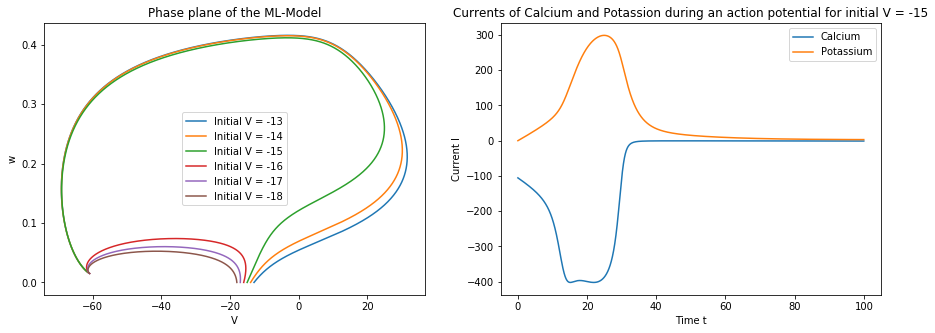 Phase plane of the ML-Model
0.4
0.3
0.2
0.1
0.0
w
Initial V = -13
Initial V = -14
Initial V = -15
Initial V = -16
Initial V = -17
Initial V = -18
−60
−40
−20
0
20
V
Currents of Calcium and Potassion during an action potential for initial V = -15
300
200
100
0
−100
−200
−300
−400
Current I
Calcium
Potassium
0
20
40
60
80
100
Time t